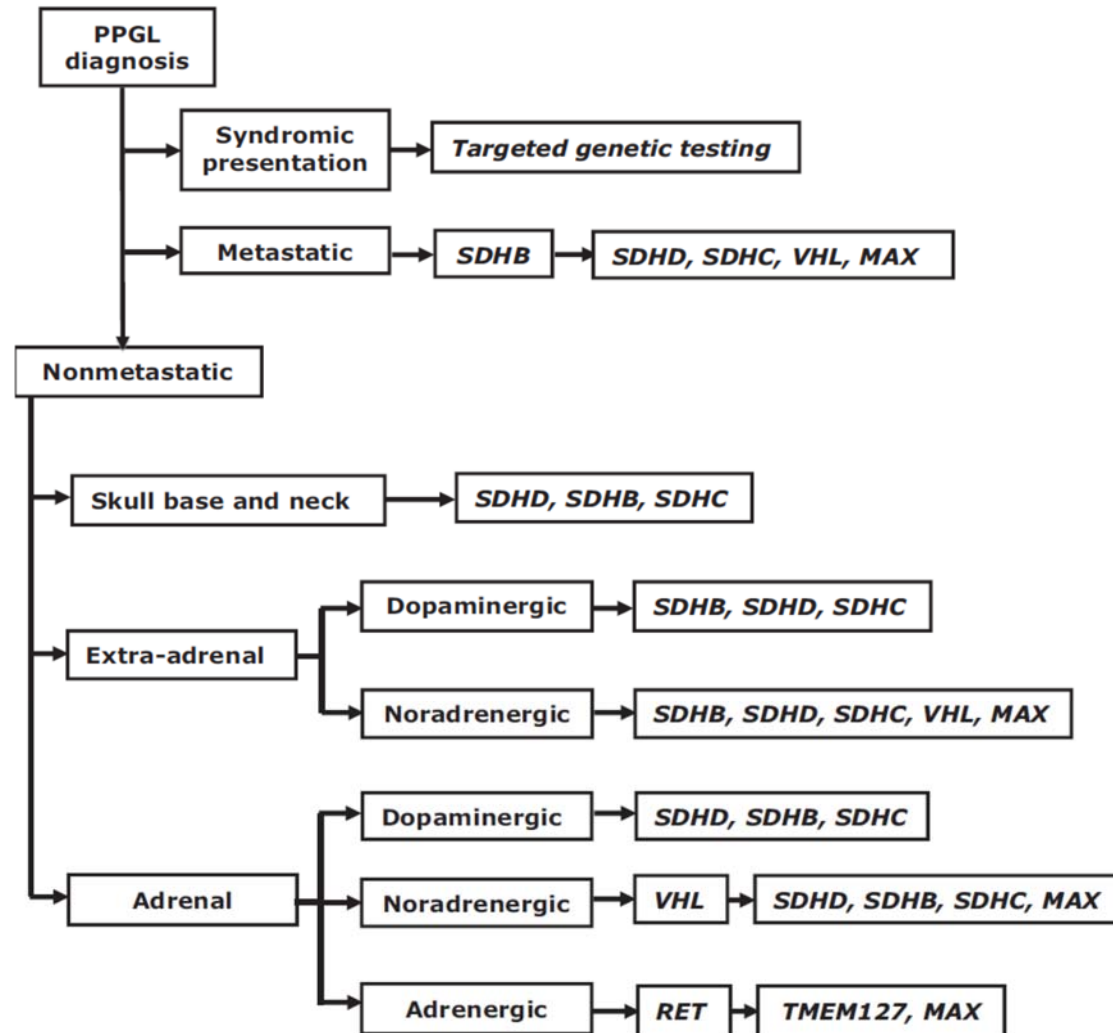 PPGL
diagnosis
Syndromic
presentation
Targeted genetic testing
Metastatic
SDHB
SDHD, SDHC, VHL, MAX
Nonmetastatic
Skull base and neck
SDHD, SDHB, SDHC
Extra-adrenal
Dopaminergic
SDHB, SDHD, SDHC
Noradrenergic
SDHB, SDHD, SDHC, VHL, MAX
Adrenal
Dopaminergic
SDHD, SDHB, SDHC
Noradrenergic
VHL
SDHD, SDHB, SDHC, MAX
Adrenergic
RET
TMEM127, MAX